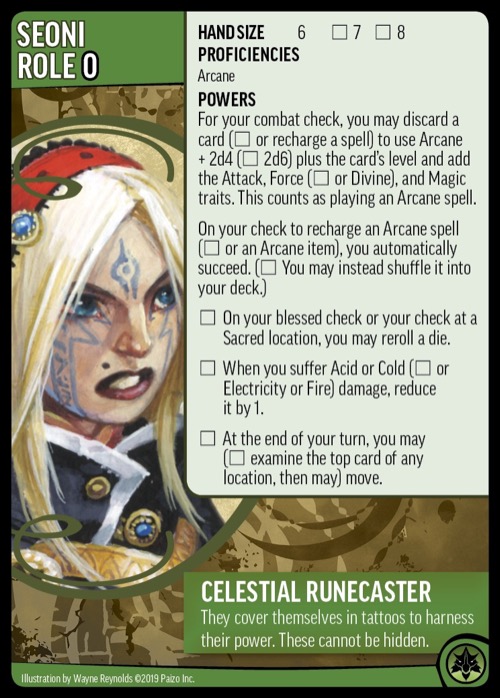 SEONI
ROLE 0
HAND SIZE 6 ☐ 7 ☐ 8
PROFICIENCIES
Arcane
POWERS
For your combat check, you may discard a
card (☐ or recharge a spell) to use Arcane
+ 2d4 (☐ 2d6) plus the card's level and add
the Attack, Force (☐ or Divine), and Magic
traits. This counts as playing an Arcane spell.
On your check to recharge an Arcane spell
(☐ or an Arcane item), you automatically
succeed. (☐ You may instead shuffle it into
your deck.)
☐ On your blessed check or your check at a
Sacred location, you may reroll a die.
☐ When you suffer Acid or Cold (☐ or
Electricity or Fire) damage, reduce
it by 1.
☐ At the end of your turn, you may
(☐ examine the top card of any
location, then may) move.
CELESTIAL RUNECASTER
They cover themselves in tattoos to harness
their power. These cannot be hidden.
Illustration by Wayne Reynolds ©2019 Paizo Inc.